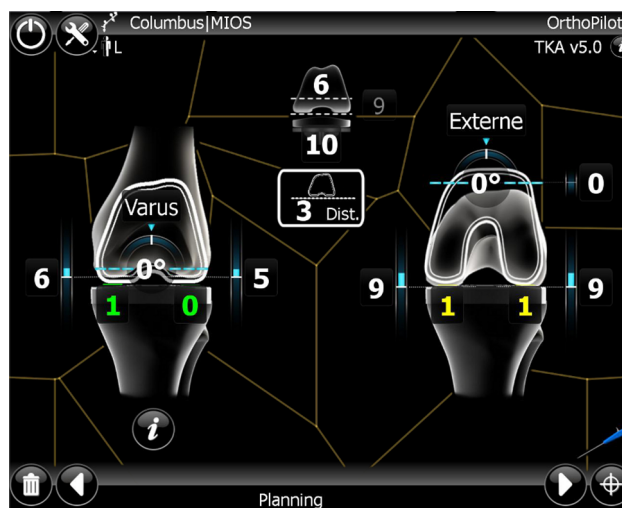 Columbus|MIOS OrthoPilot
L TKA v5.0 i
6
9
10
Externe
3 Dist.
0° 0
Varus
0°
6 5
9 9
1 0
1 1
i
Planning